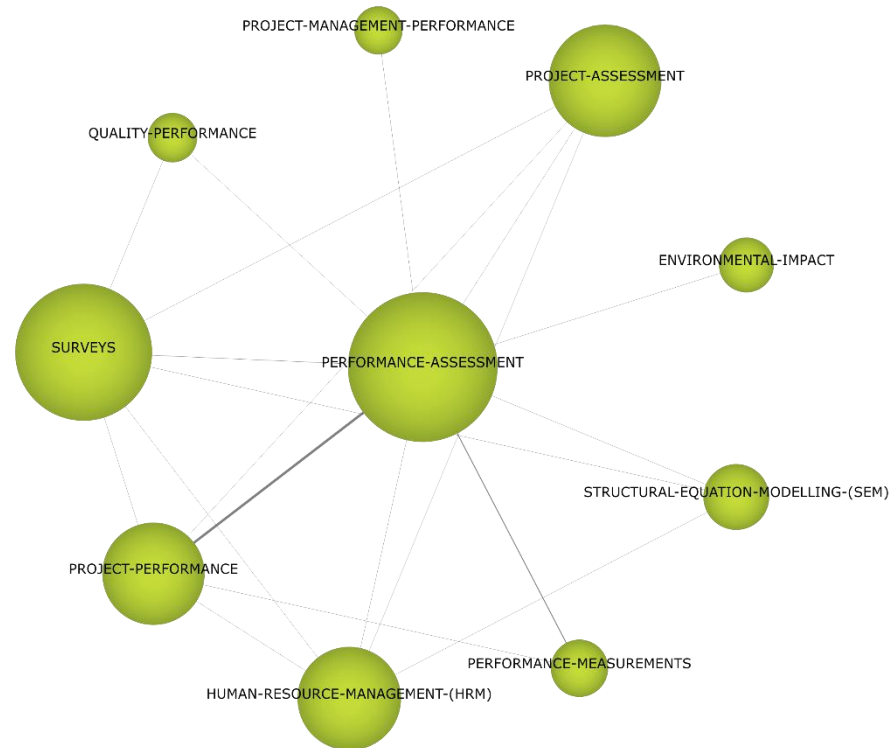 PROJECT-MANAGEMENT-PERFORMANCE
PROJECT-ASSESSMENT
QUALITY-PERFORMANCE
ENVIRONMENTAL-IMPACT
SURVEYS
PERFORMANCE-ASSESSMENT
STRUCTURAL-EQUATION-MODELLING-(SEM)
PROJECT-PERFORMANCE
PERFORMANCE-MEASUREMENTS
HUMAN-RESOURCE-MANAGEMENT-(HRM)